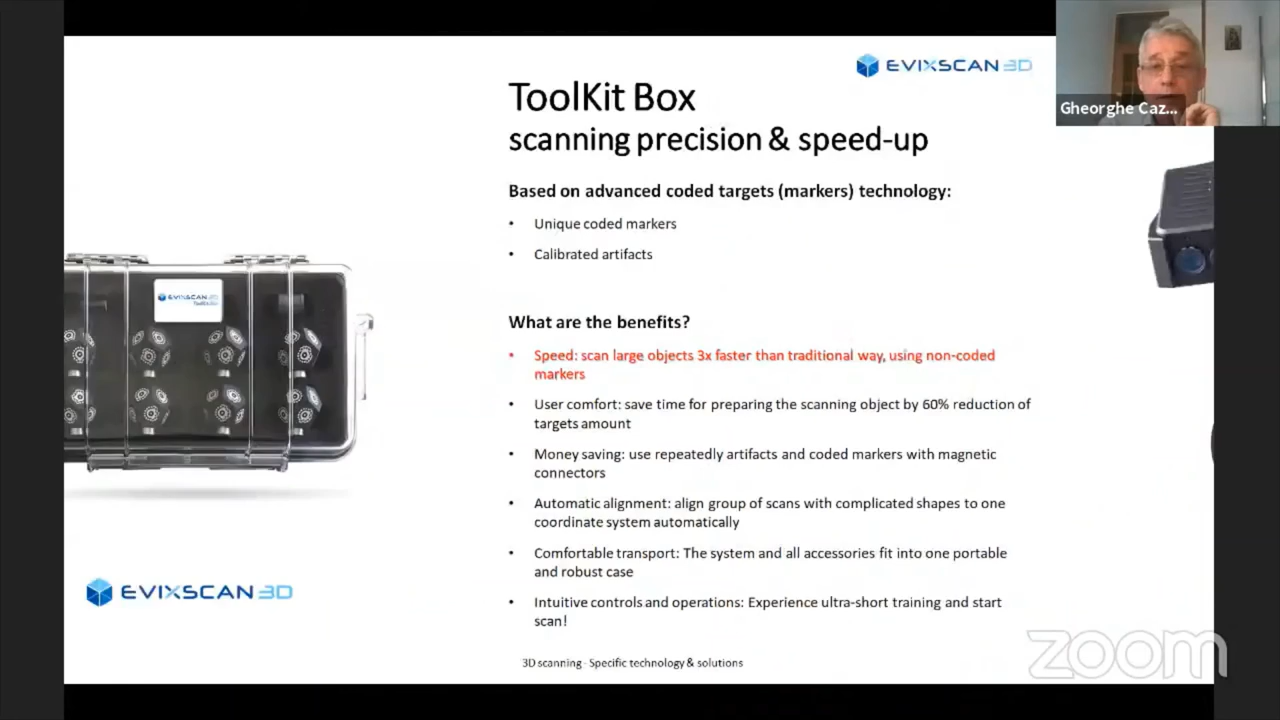 EVIXSCAN 3D
Gheorghe Caz...
ToolKit Box
scanning precision & speed-up
Based on advanced coded targets (markers) technology:
• Unique coded markers
• Calibrated artifacts
EVIXSCAN 3D
What are the benefits?
• Speed: scan large objects 3x faster than traditional way, using non-coded
markers
• User comfort: save time for preparing the scanning object by 60% reduction of
targets amount
• Money saving: use repeatedly artifacts and coded markers with magnetic
connectors
• Automatic alignment: align group of scans with complicated shapes to one
coordinate system automatically
• Comfortable transport: The system and all accessories fit into one portable
and robust case
• Intuitive controls and operations: Experience ultra-short training and start
scan!
EVIXSCAN 3D
3D scanning - Specific technology & solutions
zoom